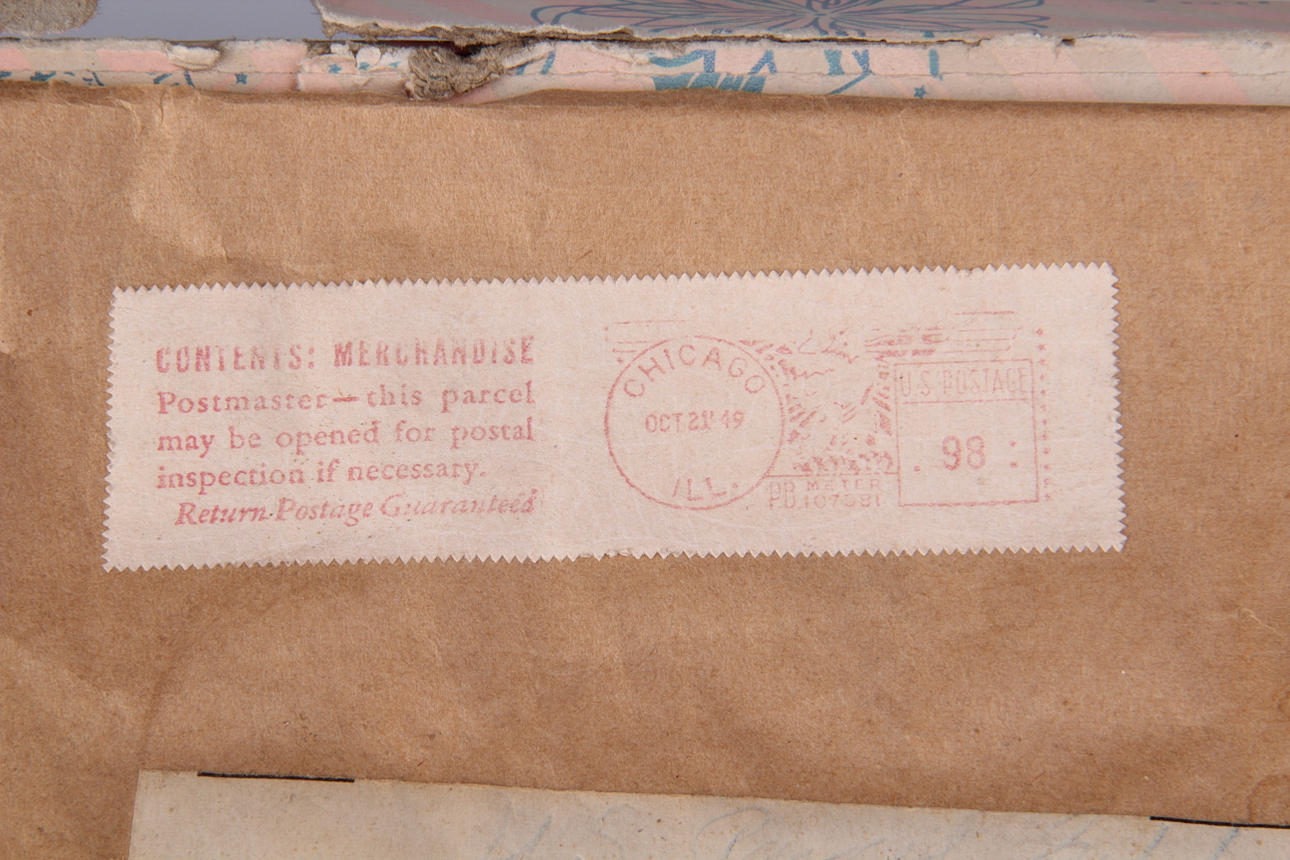 CONTENTS: MERCHANDISE
Postmaster—this parcel
may be opened for postal
inspection if necessary.
Return Postage Guaranteed
CHICAGO
OCT 21 '49
ILL.
PB METER
U.S. POSTAGE
.98